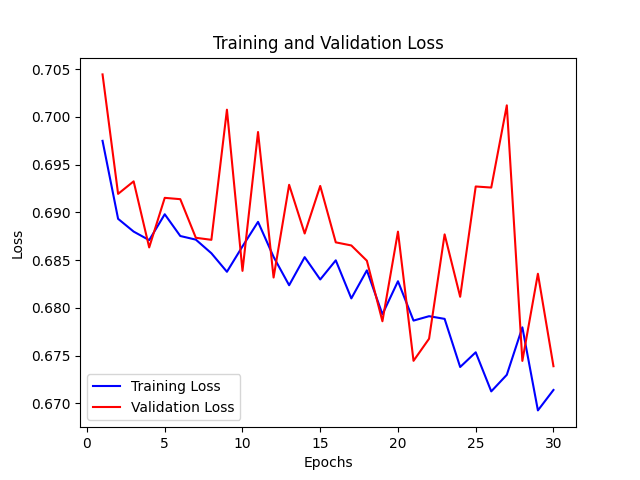 Training and Validation Loss
Loss
0.705
0.700
0.695
0.690
0.685
0.680
0.675
0.670
Training Loss
Validation Loss
0 5 10 15 20 25 30
Epochs